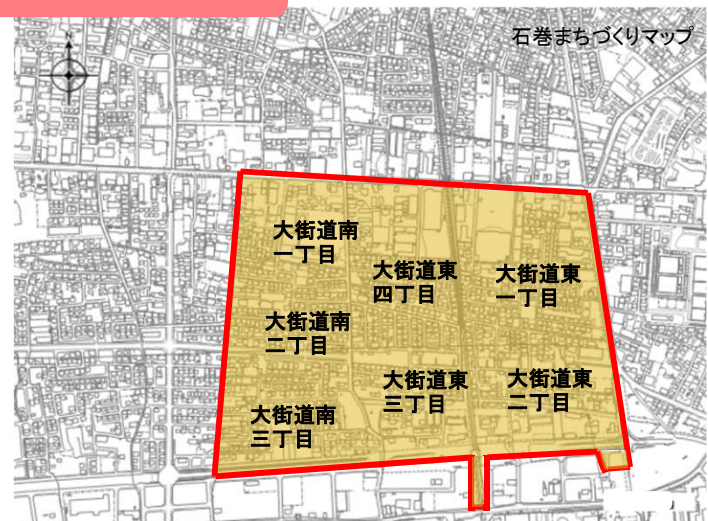 石巻まちづくりマップ
N
大街道南
一丁目
大街道東
四丁目
大街道東
一丁目
大街道南
二丁目
大街道東
三丁目
大街道東
二丁目
大街道南
三丁目